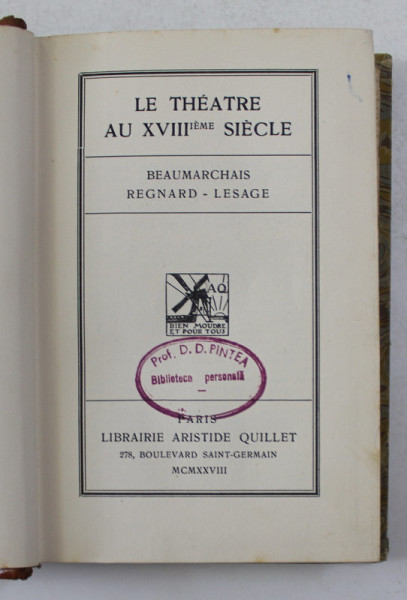 LE THÉATRE
AU XVIIIIÈME SIÈCLE
BEAUMARCHAIS
REGNARD - LESAGE
AQ
BIEN MOUDRE
ET POUR TOUS
Prof. D. D. PINTEA
Biblioteca personală
PARIS
LIBRAIRIE ARISTIDE QUILLET
278, BOULEVARD SAINT-GERMAIN
MCMXXVIII